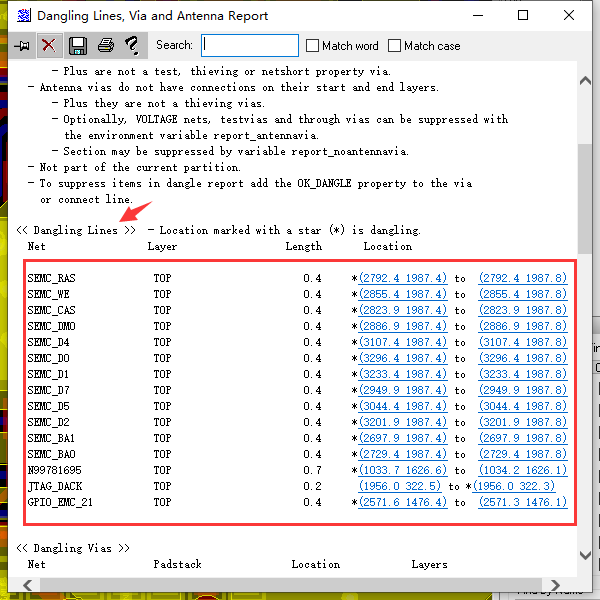 Dangling Lines, Via and Antenna Report
Search: Match word Match case
- Plus are not a test, thieving or netshort property via.
- Antenna vias do not have connections on their start and end layers.
- Plus they are not a thieving vias.
- Optionally, VOLTAGE nets, testvias and through vias can be suppressed with
the environment variable report_antennavia.
- Section may be suppressed by variable report_noantennavia.
- Not part of the current partition.
- To suppress items in dangle report add the OK_DANGLE property to the via
or connect line.
<< Dangling Lines >> - Location marked with a star (*) is dangling.
Net Layer Length Location
SEMC_RAS TOP 0.4 *(2792.4 1987.4) to (2792.4 1987.8)
SEMC_WE TOP 0.4 *(2855.4 1987.4) to (2855.4 1987.8)
SEMC_CAS TOP 0.4 *(2823.9 1987.4) to (2823.9 1987.8)
SEMC_DM0 TOP 0.4 *(2886.9 1987.4) to (2886.9 1987.8)
SEMC_D4 TOP 0.4 *(3107.4 1987.4) to (3107.4 1987.8)
SEMC_D0 TOP 0.4 *(3296.4 1987.4) to (3296.4 1987.8)
SEMC_D1 TOP 0.4 *(3233.4 1987.4) to (3233.4 1987.8)
SEMC_D7 TOP 0.4 *(2949.9 1987.4) to (2949.9 1987.8)
SEMC_D5 TOP 0.4 *(3044.4 1987.4) to (3044.4 1987.8)
SEMC_D2 TOP 0.4 *(3201.9 1987.4) to (3201.9 1987.8)
SEMC_BA1 TOP 0.4 *(2697.9 1987.4) to (2697.9 1987.8)
SEMC_BA0 TOP 0.4 *(2729.4 1987.4) to (2729.4 1987.8)
N99781695 TOP 0.7 *(1033.7 1626.6) to (1034.2 1626.1)
JTAG_DACK TOP 0.2 (1956.0 322.5) to *(1956.0 322.3)
GPIO_EMC_21 TOP 0.4 *(2571.6 1476.4) to (2571.3 1476.1)
<< Dangling Vias >>
Net Padstack Location Layers